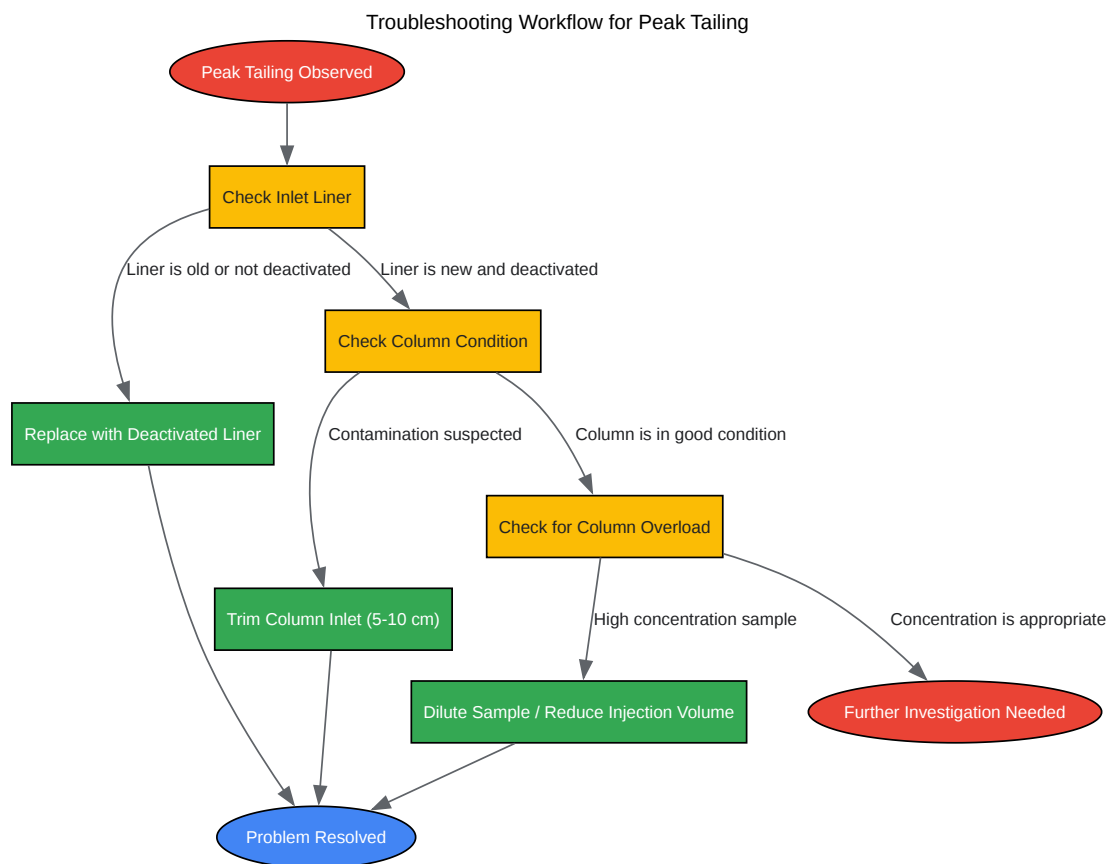 Troubleshooting Workflow for Peak Tailing
Peak Tailing Observed
Check Inlet Liner
Liner is old or not deactivated
Liner is new and deactivated
Check Column Condition
Replace with Deactivated Liner
Contamination suspected
Column is in good condition
Check for Column Overload
Trim Column Inlet (5-10 cm)
High concentration sample
Concentration is appropriate
Dilute Sample / Reduce Injection Volume
Further Investigation Needed
Problem Resolved